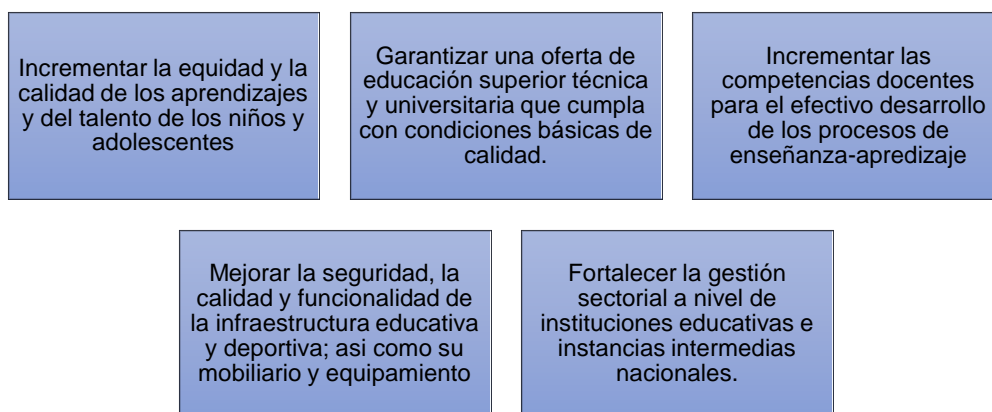 Incrementar la equidad y la
calidad de los aprendizajes
y del talento de los niños y
adolescentes
Garantizar una oferta de
educación superior técnica
y universitaria que cumpla
con condiciones básicas de
calidad.
Incrementar las
competencias docentes
para el efectivo desarrollo
de los procesos de
enseñanza-apredizaje
Mejorar la seguridad, la
calidad y funcionalidad de
la infraestructura educativa
y deportiva; asi como su
mobiliario y equipamiento
Fortalecer la gestión
sectorial a nivel de
instituciones educativas e
instancias intermedias
nacionales.